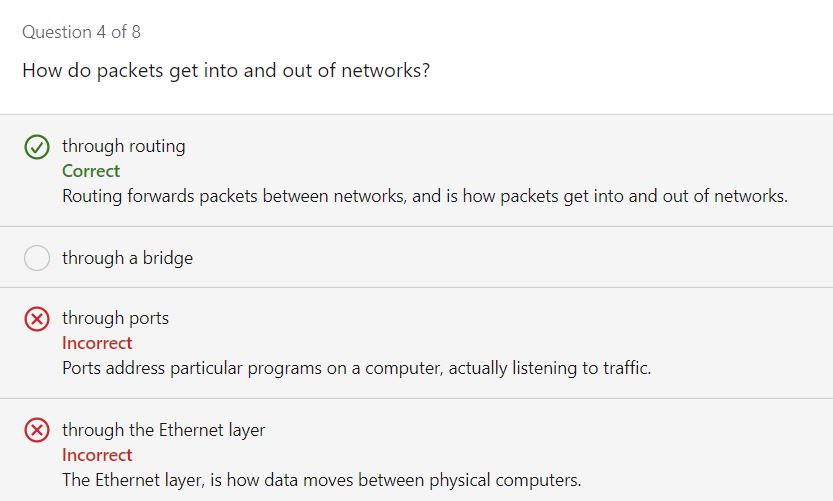 Question 4 of 8
How do packets get into and out of networks?
through routing
Correct
Routing forwards packets between networks, and is how packets get into and out of networks.
through a bridge
through ports
Incorrect
Ports address particular programs on a computer, actually listening to traffic.
through the Ethernet layer
Incorrect
The Ethernet layer, is how data moves between physical computers.